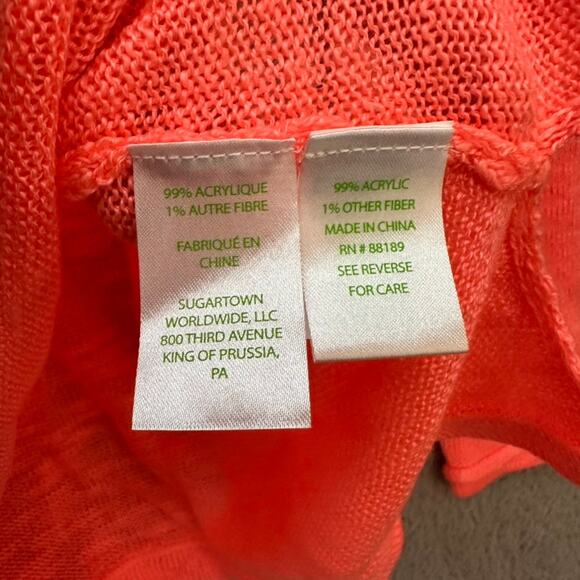 99% ACRYLIQUE
1% AUTRE FIBRE
FABRIQUÉ EN
CHINE
SUGARTOWN
WORLDWIDE, LLC
800 THIRD AVENUE
KING OF PRUSSIA,
PA
99% ACRYLIC
1% OTHER FIBER
MADE IN CHINA
RN # 88189
SEE REVERSE
FOR CARE